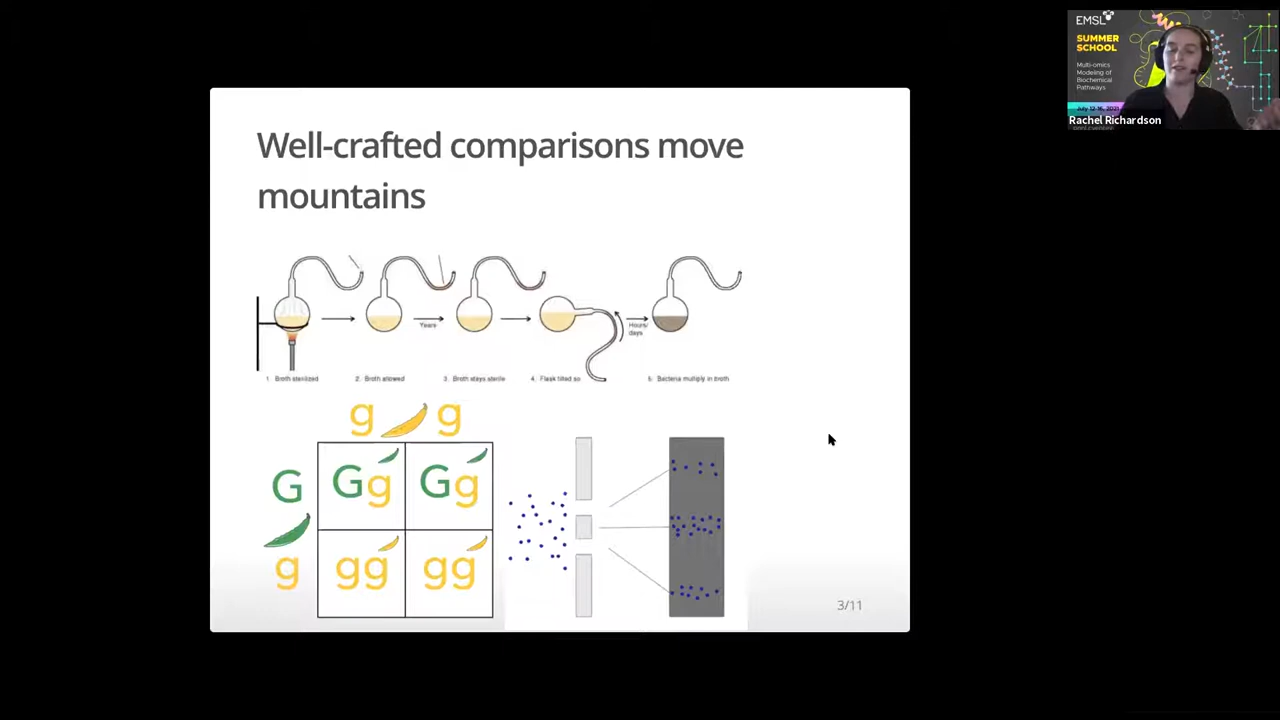 Well-crafted comparisons move
mountains
Years
Hours/
days
1. Broth sterilized
2. Broth allowed
3. Broth stays sterile
4. Flask tilted so
5. Bacteria multiply in broth
g g
G Gg Gg
g gg gg
3/11
EMSL
SUMMER
SCHOOL
Multi-omics
Modeling of
Biochemical
Pathways
July 12-16, 2021
Rachel Richardson